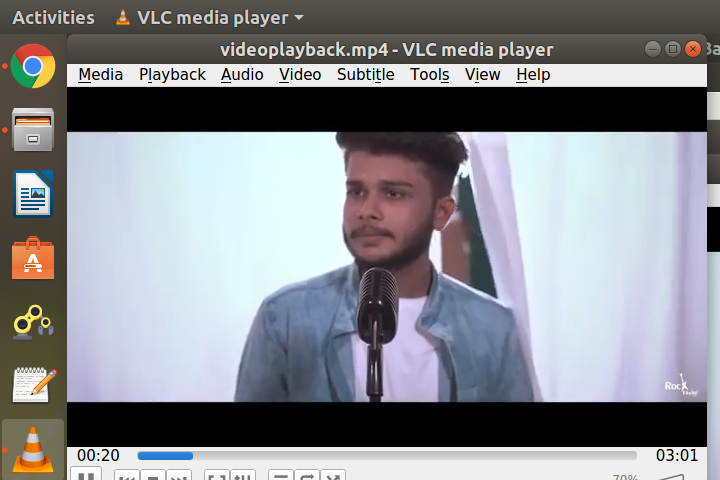 Activities VLC media player
videoplayback.mp4 - VLC media player
Media Playback Audio Video Subtitle Tools View Help
Rock
00:20 03:01
70%